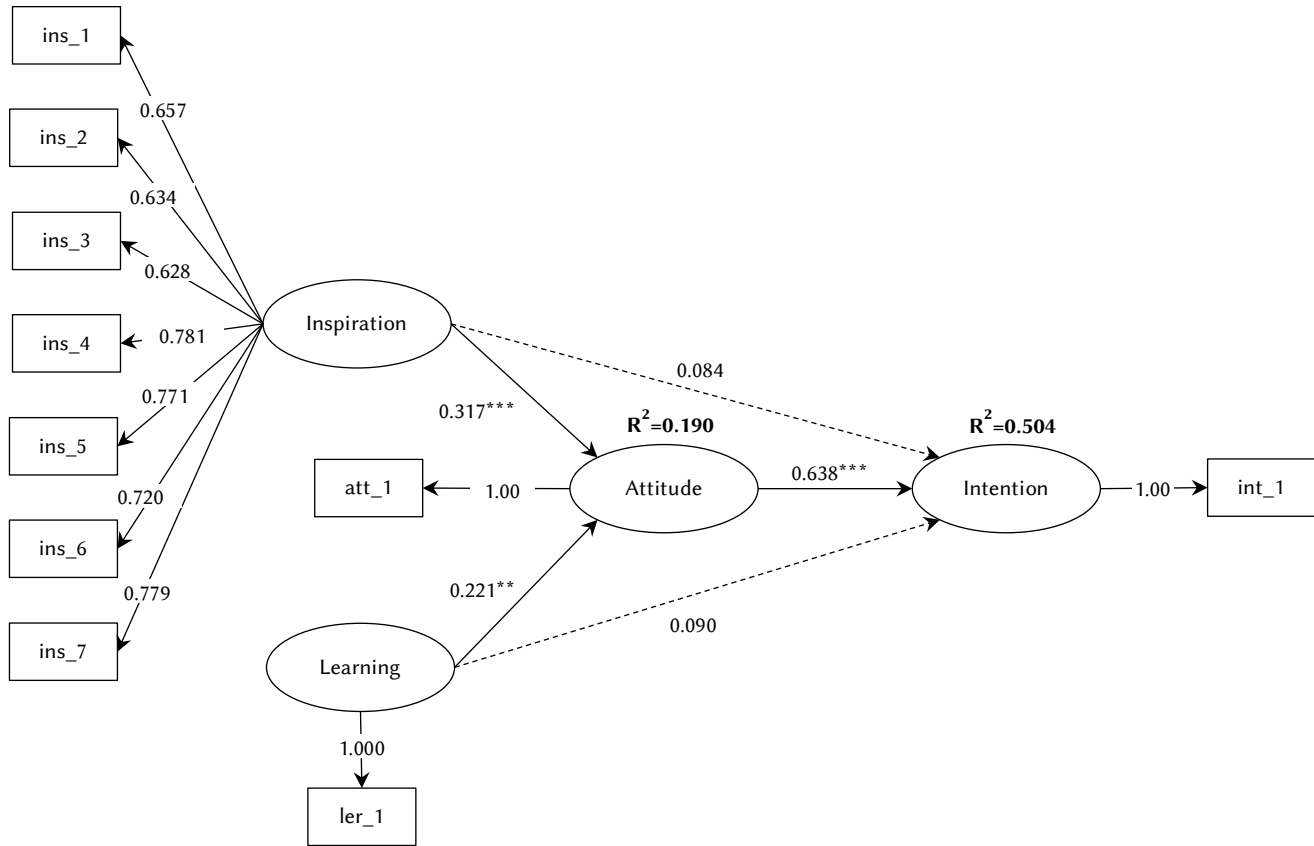 ins_1
0.657
ins_2
0.634
ins_3
0.628
ins_4
0.781
ins_5
0.771
ins_6
0.720
ins_7
0.779
Inspiration
0.084
0.317***
R²=0.190
R²=0.504
att_1
1.00
Attitude
0.638***
Intention
1.00
int_1
0.221**
0.090
Learning
1.000
ler_1